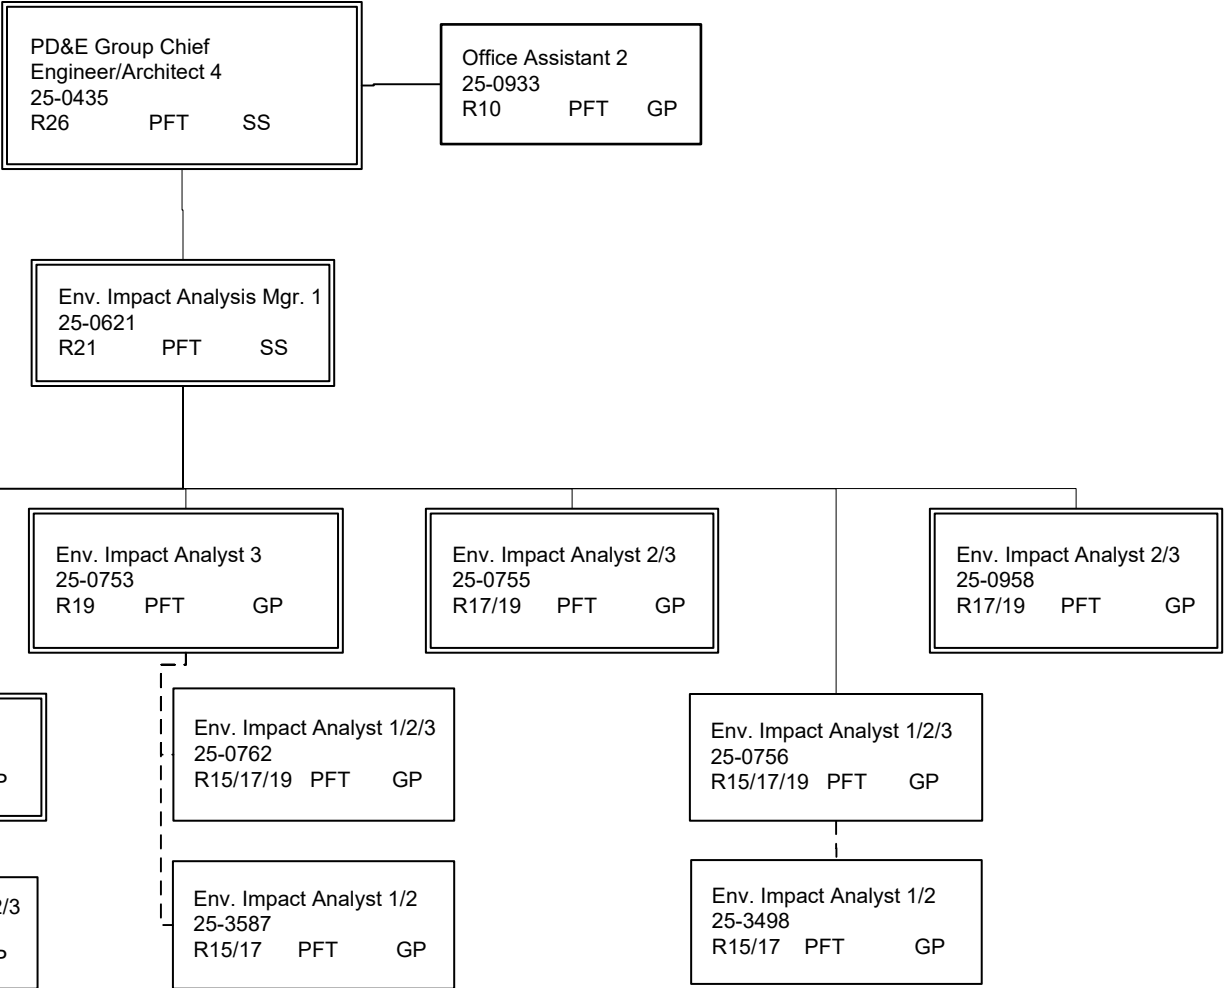 PD&E Group Chief
Engineer/Architect 4
25-0435
R26 PFT SS
Office Assistant 2
25-0933
R10 PFT GP
Env. Impact Analysis Mgr. 1
25-0621
R21 PFT SS
Env. Impact Analyst 3
25-0753
R19 PFT GP
Env. Impact Analyst 2/3
25-0755
R17/19 PFT GP
Env. Impact Analyst 2/3
25-0958
R17/19 PFT GP
Env. Impact Analyst 1/2/3
25-0762
R15/17/19 PFT GP
Env. Impact Analyst 1/2/3
25-0756
R15/17/19 PFT GP
/3
Env. Impact Analyst 1/2
25-3587
R15/17 PFT GP
Env. Impact Analyst 1/2
25-3498
R15/17 PFT GP